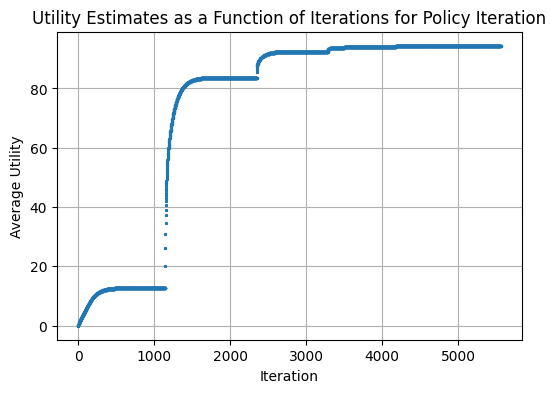 Utility Estimates as a Function of Iterations for Policy Iteration
Average Utility
80
60
40
20
0
0 1000 2000 3000 4000 5000
Iteration